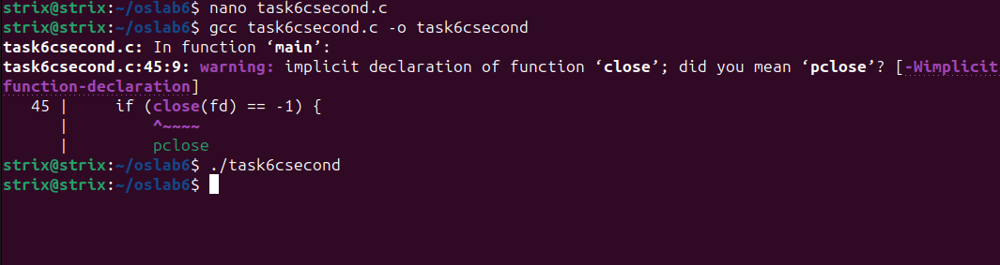 strix@strix:~/oslab6$ nano task6csecond.c
strix@strix:~/oslab6$ gcc task6csecond.c -o task6csecond
task6csecond.c: In function ‘main’:
task6csecond.c:45:9: warning: implicit declaration of function ‘close’; did you mean ‘pclose’? [-Wimplicit
function-declaration]
   45 |     if (close(fd) == -1) {
      |         ^~~~~
      |         pclose
strix@strix:~/oslab6$ ./task6csecond
strix@strix:~/oslab6$